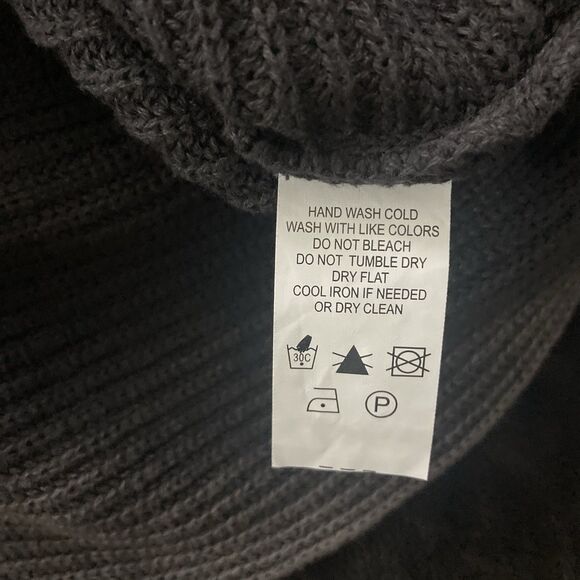 HAND WASH COLD
WASH WITH LIKE COLORS
DO NOT BLEACH
DO NOT TUMBLE DRY
DRY FLAT
COOL IRON IF NEEDED
OR DRY CLEAN
30C
P